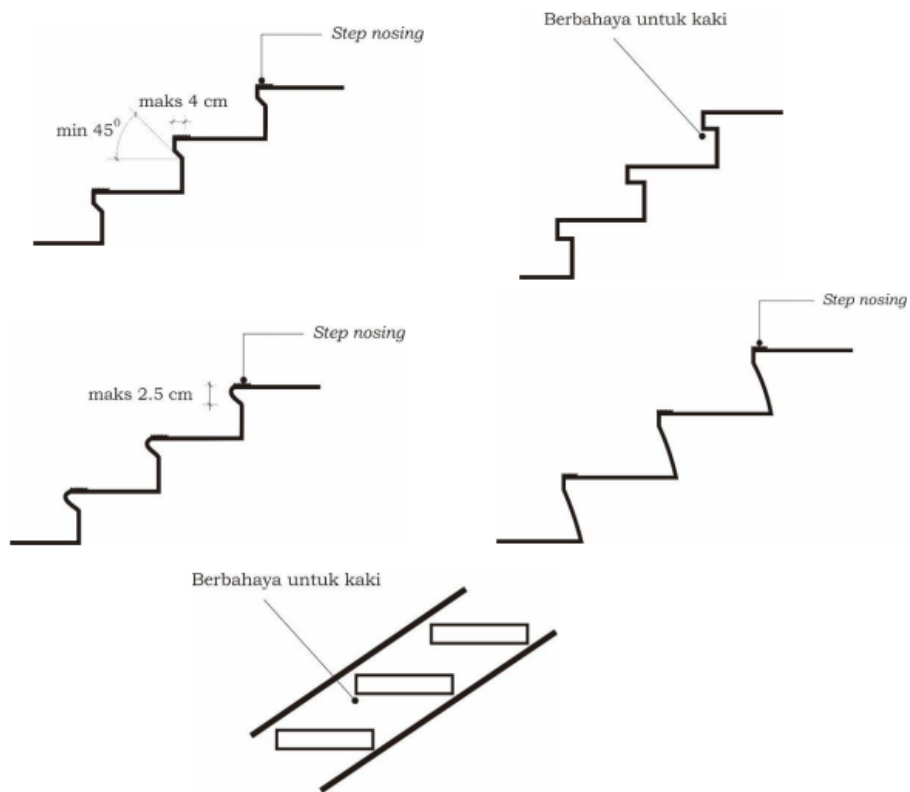 Step nosing
maks 4 cm
min 45⁰
Berbahaya untuk kaki
Step nosing
maks 2.5 cm
Step nosing
Berbahaya untuk kaki